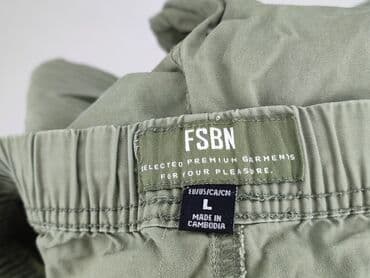 FSBN
SELECTED PREMIUM GARMENTS
FOR YOUR PLEASURE.
EU/US/CA/CN
L
MADE IN
CAMBODIA